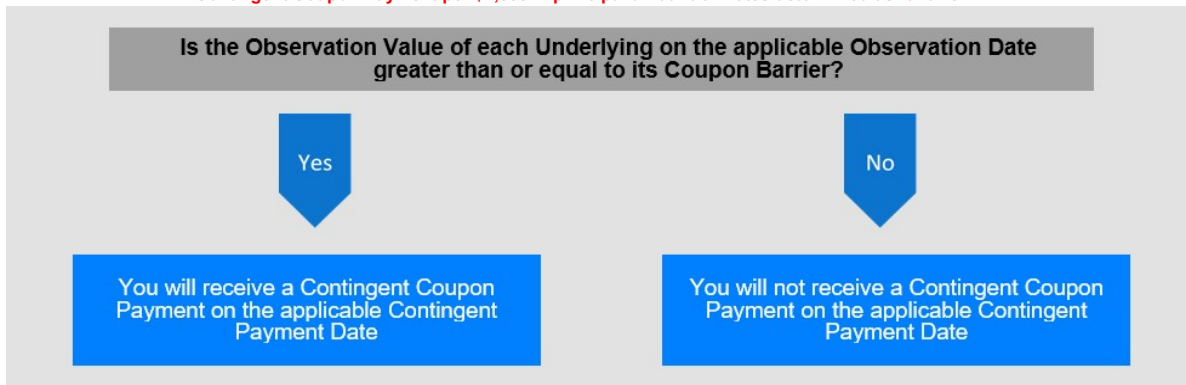 Is the Observation Value of each Underlying on the applicable Observation Date
greater than or equal to its Coupon Barrier?
Yes
No
You will receive a Contingent Coupon
Payment on the applicable Contingent
Payment Date
You will not receive a Contingent Coupon
Payment on the applicable Contingent
Payment Date